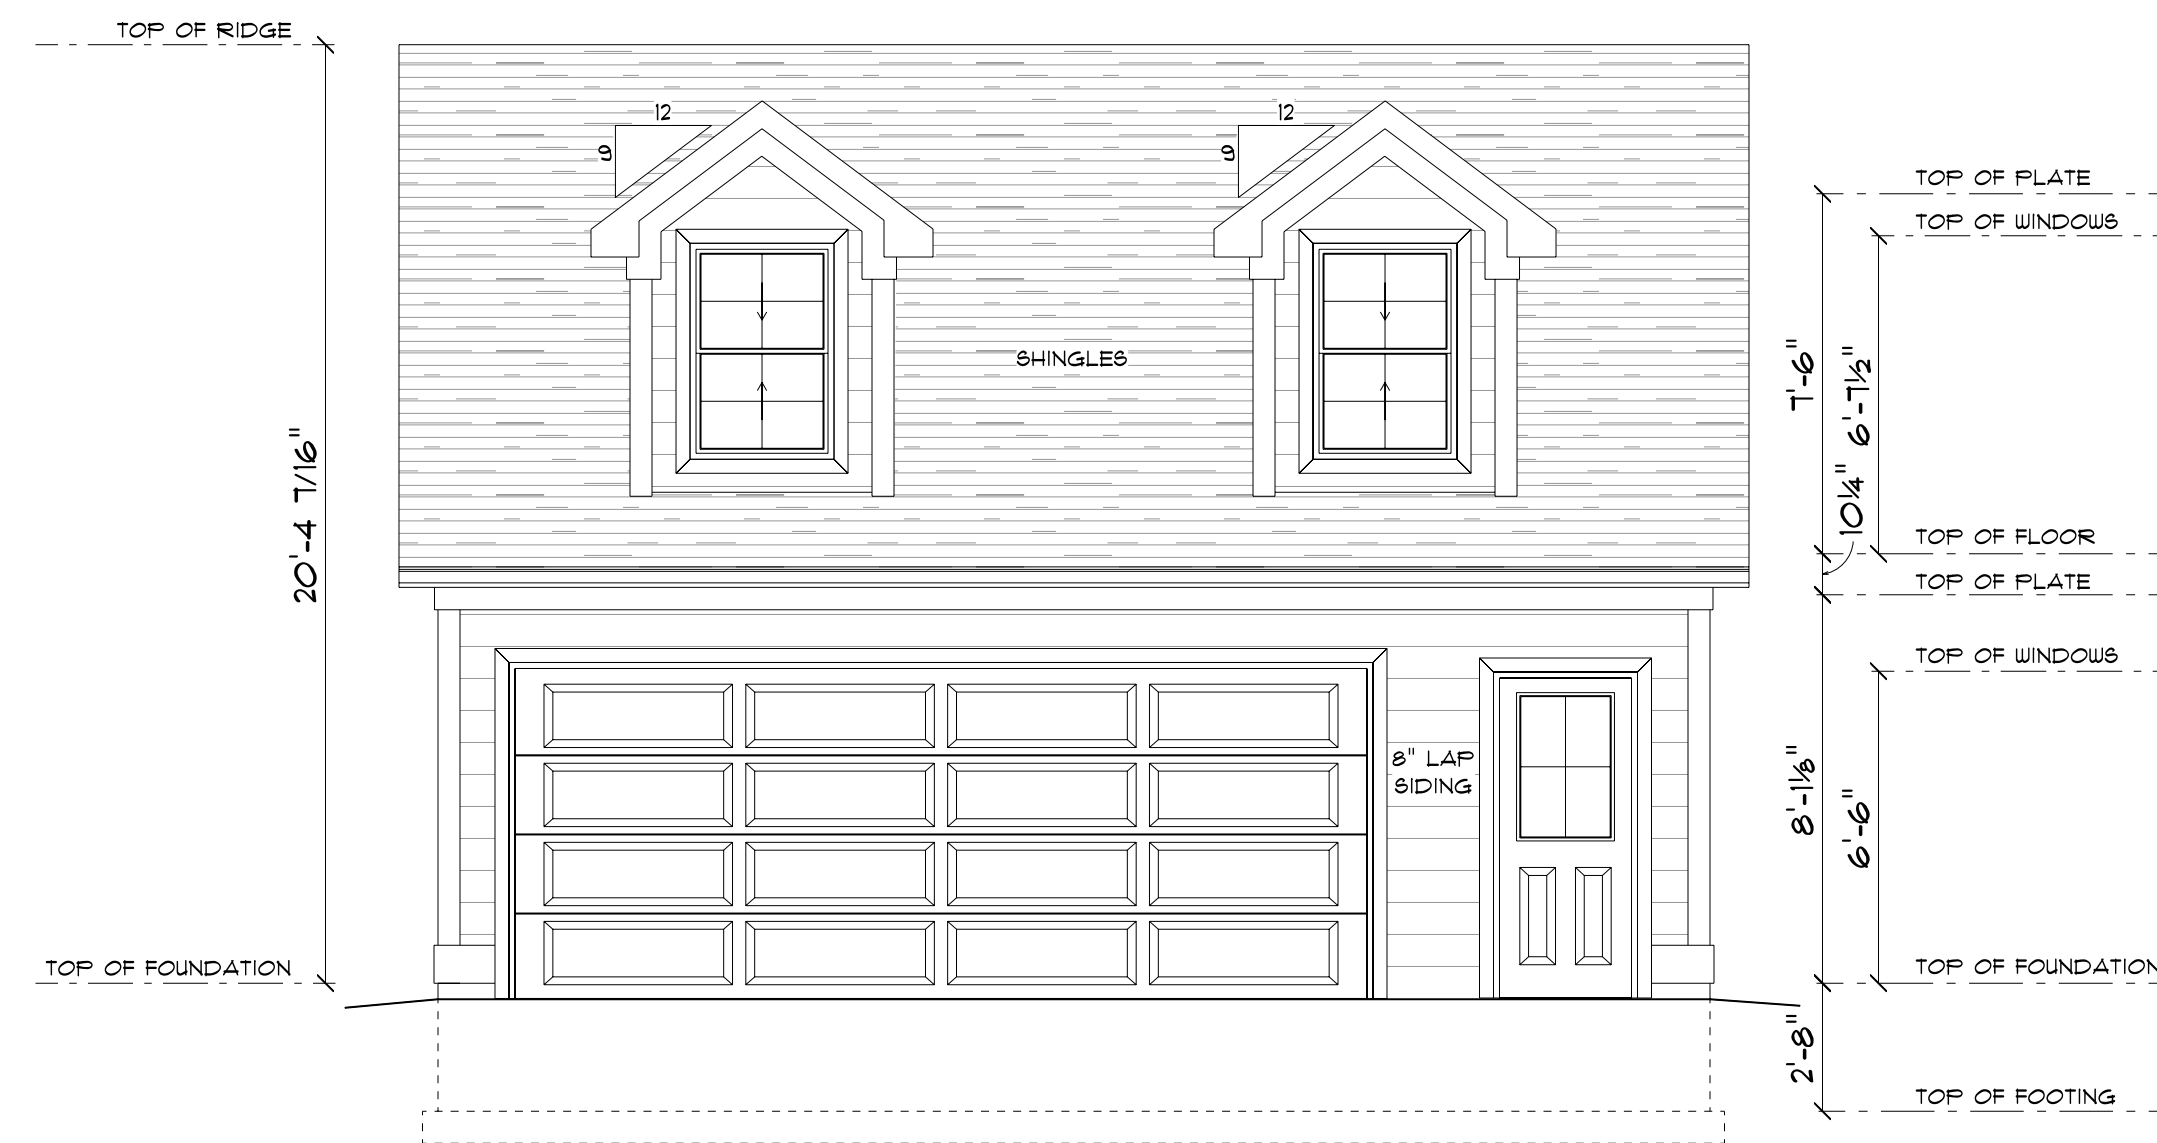 TOP OF RIDGE
12
9
12
9
TOP OF PLATE
TOP OF WINDOWS
SHINGLES
7'-6"
6'-7½"
20'-4 7/16"
10¼"
TOP OF FLOOR
TOP OF PLATE
TOP OF WINDOWS
8" LAP
SIDING
8'-1⅛"
6'-6"
TOP OF FOUNDATION
TOP OF FOUNDATION
2'-8"
TOP OF FOOTING